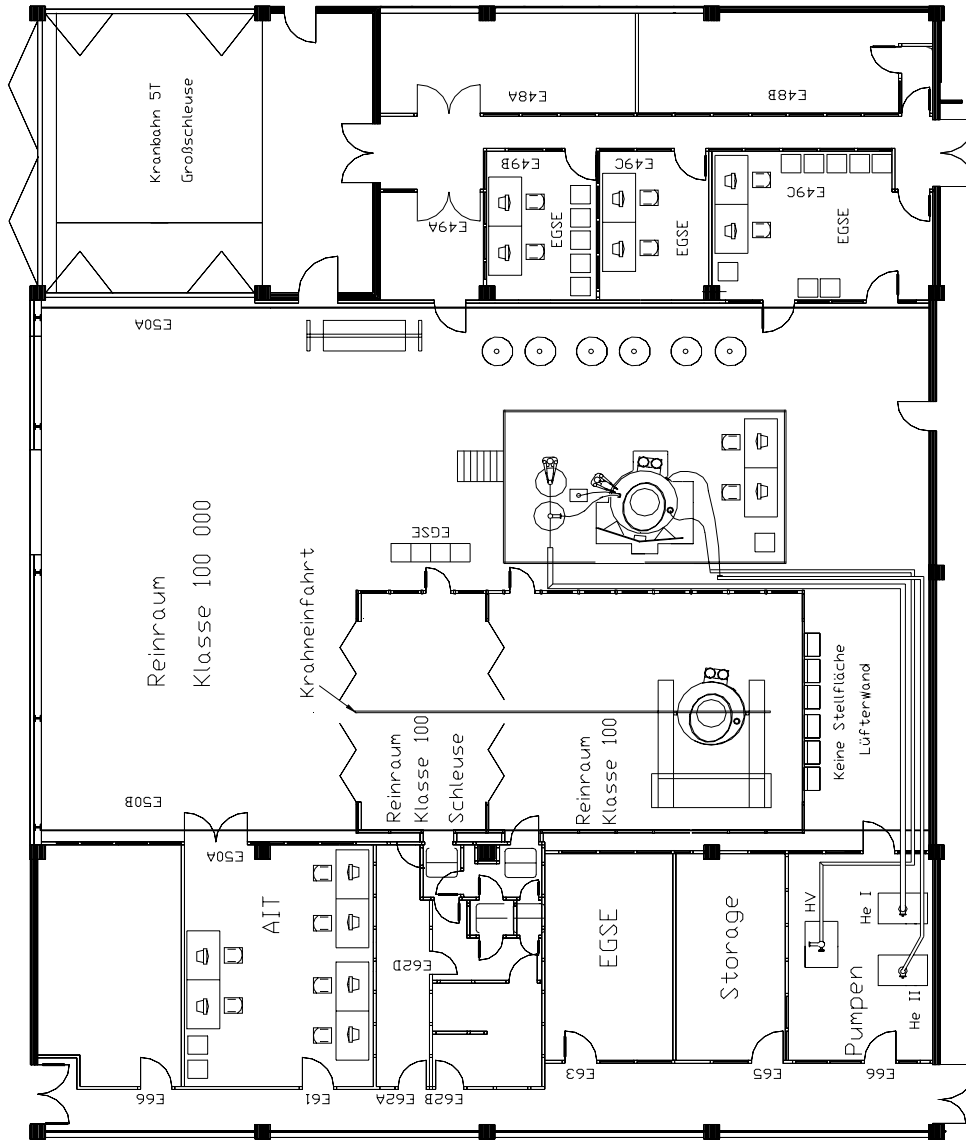 Kranbahn 5T
Großschleuse
E48A
E48B
E49A
E49B
EGSE
E49C
EGSE
E49C
EGSE
E50A
Reinraum
Klasse 100 000
EGSE
Krahneinfahrt
Reinraum
Klasse 100
Schleuse
Reinraum
Klasse 100
Keine Stellfläche
LüfterWand
E50B
E50A
AIT
E62D
EGSE
Storage
HV
He I
Pumpen
He II
E66
E61
E62A
E62B
E63
E65
E66